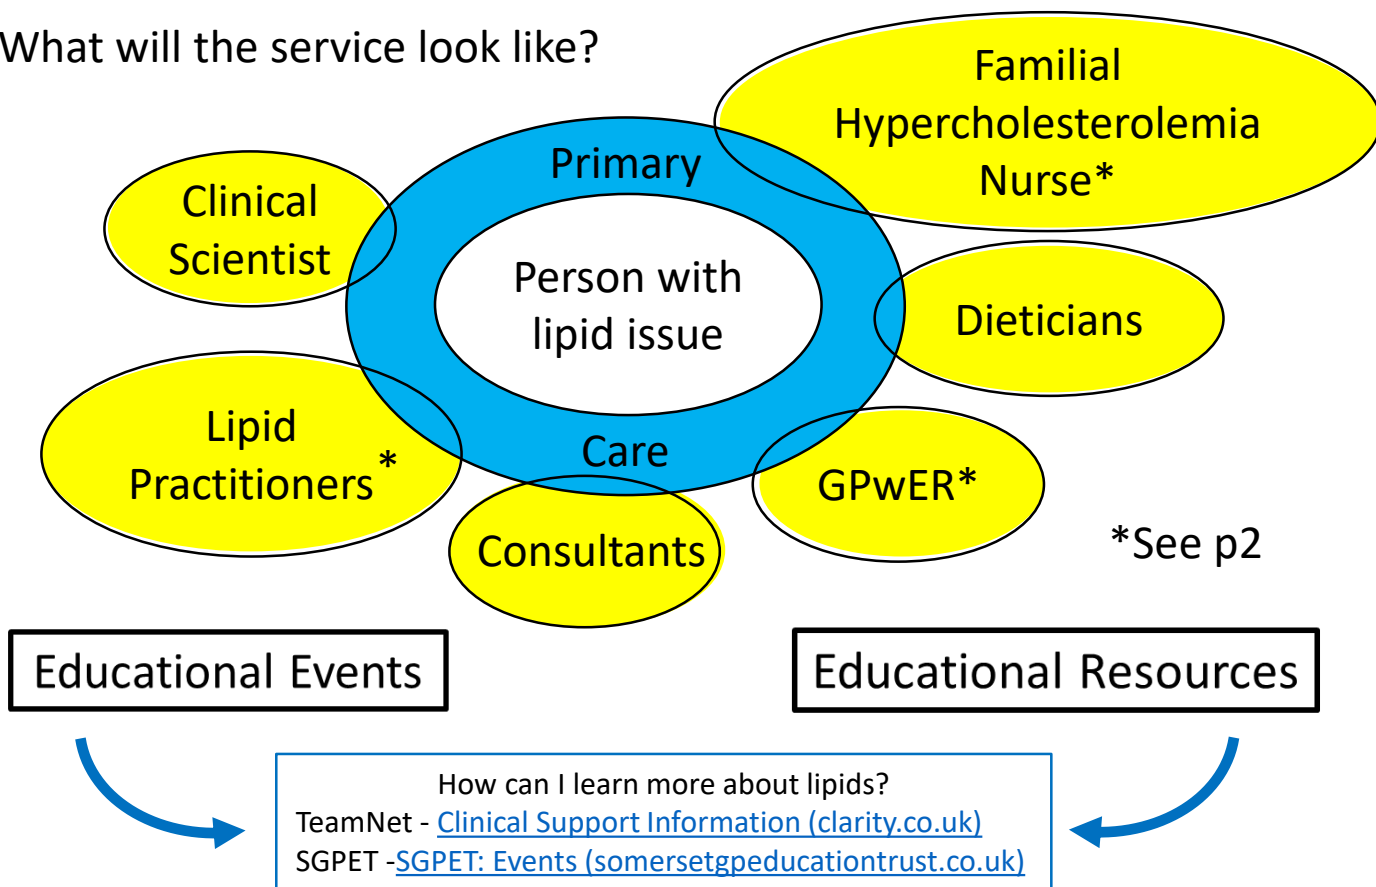 What will the service look like?
Familial
Hypercholesterolemia
Nurse*
Primary
Clinical
Scientist
Person with
lipid issue
Dieticians
Lipid
Practitioners*
Care
GPwER*
Consultants
*See p2
Educational Events
Educational Resources
How can I learn more about lipids?
TeamNet - Clinical Support Information (clarity.co.uk)
SGPET -SGPET: Events (somersetgpeducationtrust.co.uk)